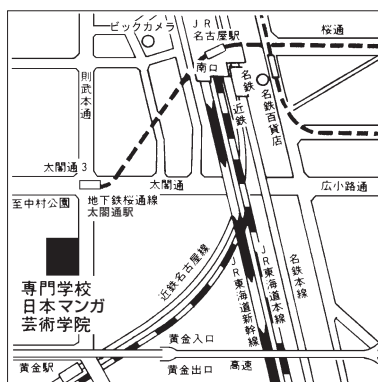 ビックカメラ
JR
名古屋駅
桜通
南口
名鉄
近鉄
名鉄百貨店
則武本通
太閤通3
太閤通
広小路通
至中村公園
地下鉄桜通線
太閤通駅
専門学校
日本マンガ
芸術学院
近鉄名古屋線
JR東海道新幹線
JR東海道本線
名鉄本線
黄金入口
黄金駅
黄金出口
高速